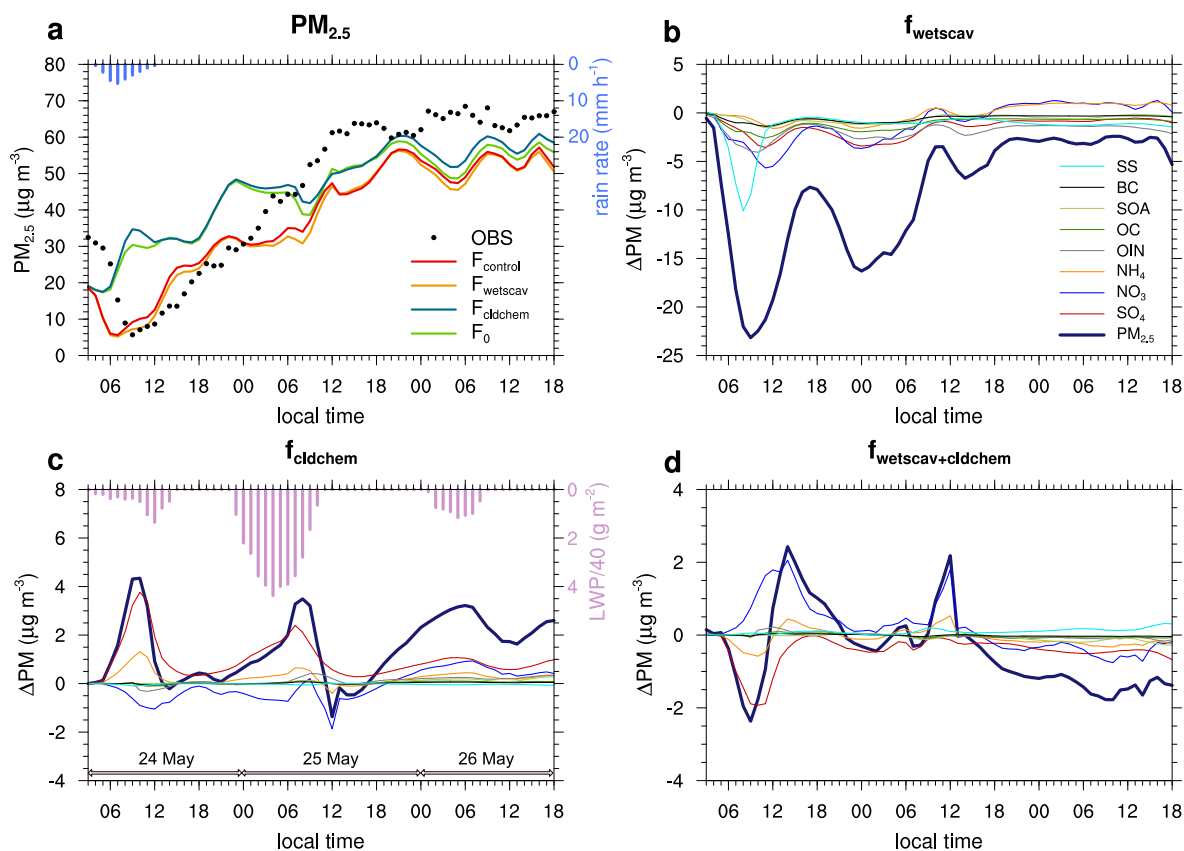 a
PM2.5
PM2.5 (µg m-3)
80
70
60
50
40
30
20
10
0
0
5
10
20
rain rate (mm h-1)
OBS
Fcontrol
Fwetscav
Fcldchem
F0
06 12 18 00 06 12 18 00 06 12 18
local time
b
fwetscav
ΔPM (µg m-3)
5
0
-5
-10
-15
-20
-25
SS
BC
SOA
OC
OIN
NH4
NO3
SO4
PM2.5
06 12 18 00 06 12 18 00 06 12 18
local time
c
fcldchem
ΔPM (µg m-3)
8
6
4
2
0
-2
-4
0
2
4
LWP/40 (g m-2)
24 May 25 May 26 May
06 12 18 00 06 12 18 00 06 12 18
local time
d
fwetscav+cldchem
ΔPM (µg m-3)
4
2
0
-2
-4
06 12 18 00 06 12 18 00 06 12 18
local time